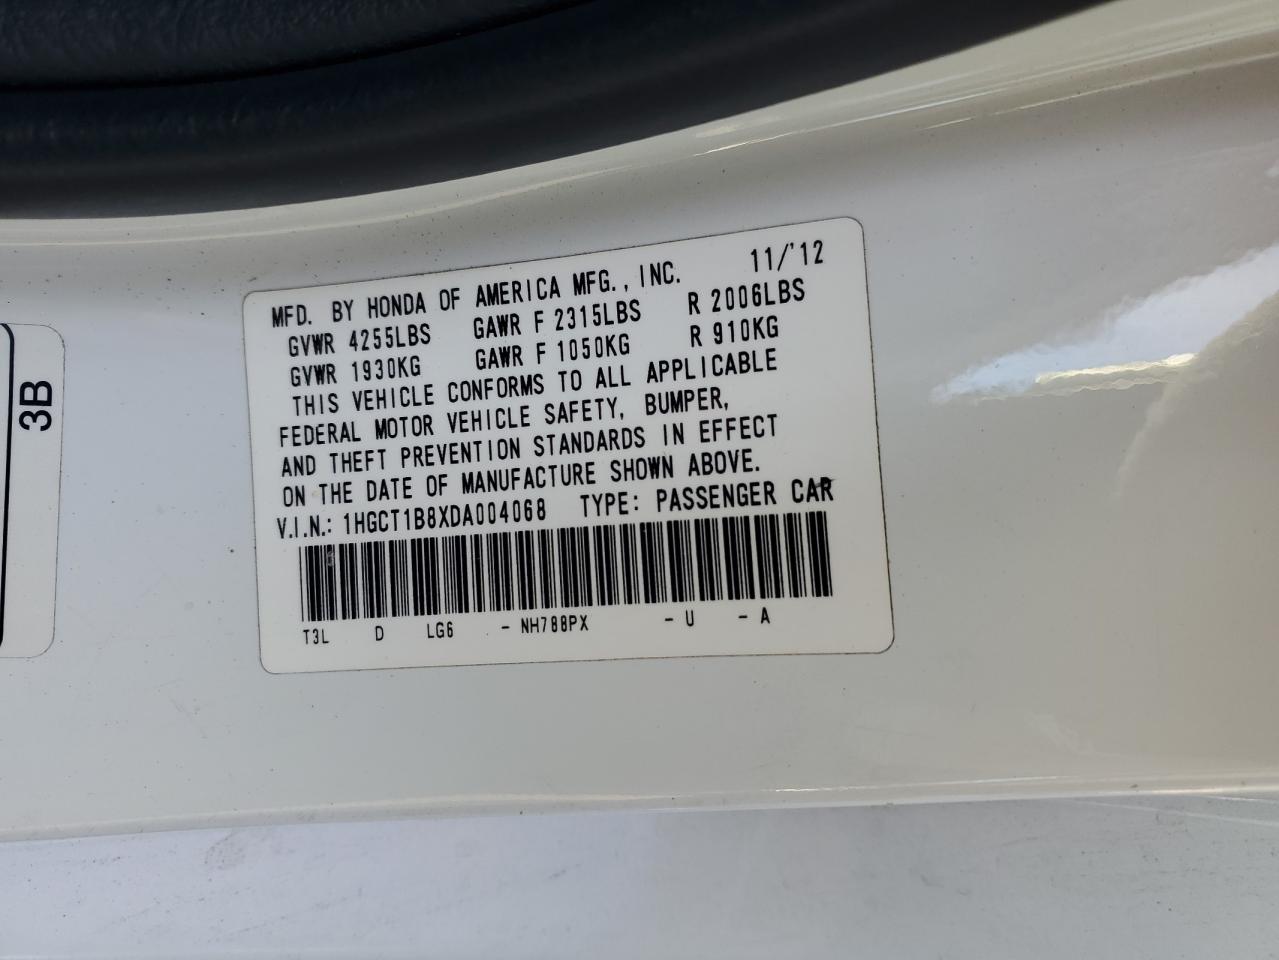 MFD. BY HONDA OF AMERICA MFG., INC. 11/'12
GVWR 4255LBS GAWR F 2315LBS R 2006LBS
GVWR 1930KG GAWR F 1050KG R 910KG
THIS VEHICLE CONFORMS TO ALL APPLICABLE
FEDERAL MOTOR VEHICLE SAFETY, BUMPER,
AND THEFT PREVENTION STANDARDS IN EFFECT
ON THE DATE OF MANUFACTURE SHOWN ABOVE.
V.I.N.: 1HGCT1B8XDA004068 TYPE: PASSENGER CAR
T3L D LG6 - NH788PX - U - A
3B